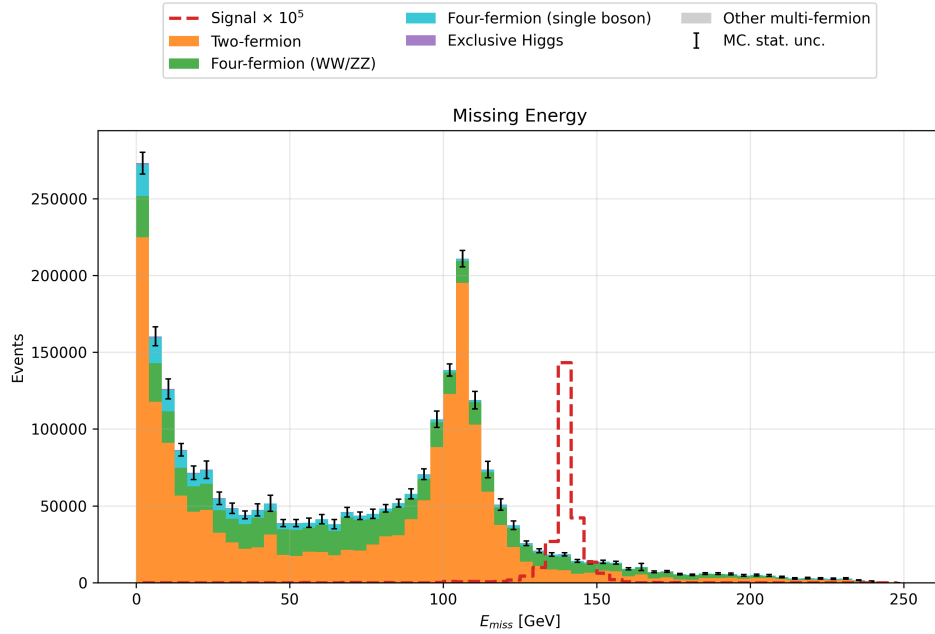 Signal × 10⁵
Two-fermion
Four-fermion (WW/ZZ)
Four-fermion (single boson)
Exclusive Higgs
Other multi-fermion
MC. stat. unc.
Missing Energy
Events
250000
200000
150000
100000
50000
0
0 50 100 150 200 250
E_miss [GeV]